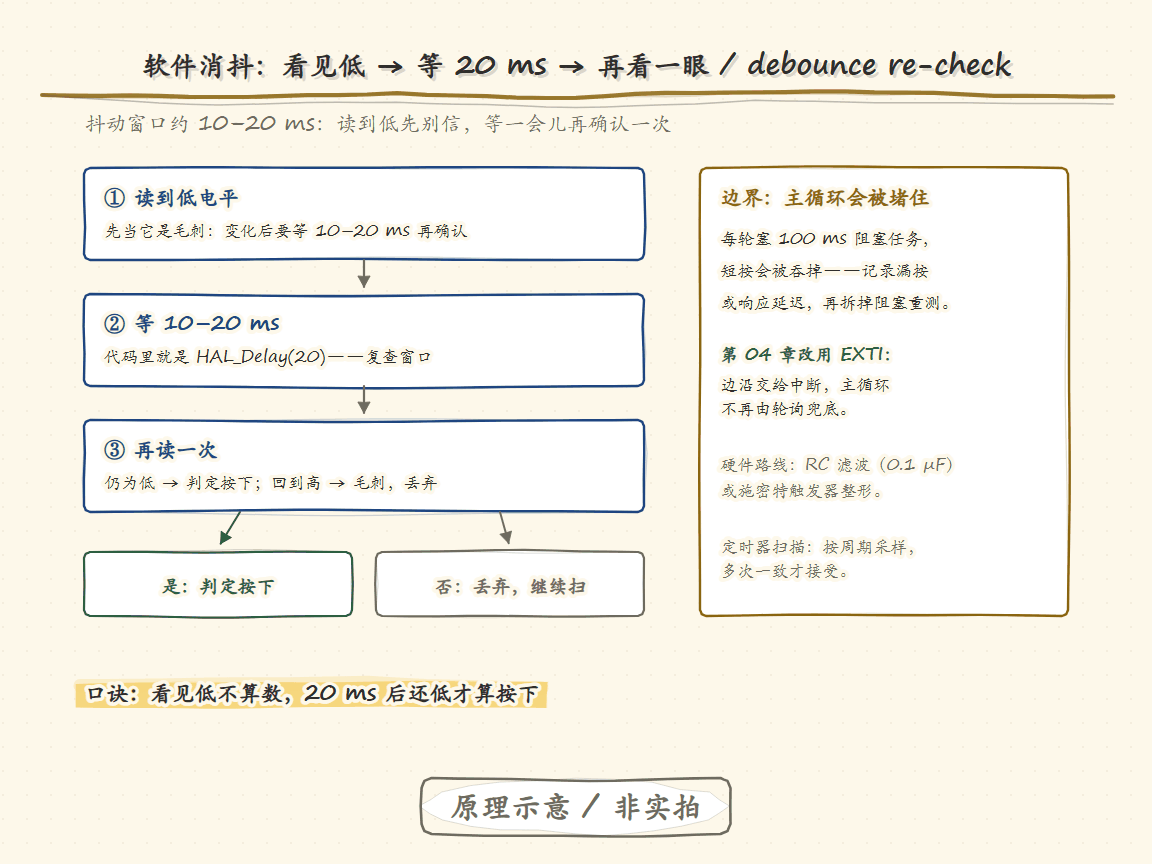 软件消抖：看见低 → 等 20 ms → 再看一眼 / debounce re-check
抖动窗口约 10–20 ms：读到低先别信，等一会儿再确认一次
① 读到低电平
先当它是毛刺：变化后要等 10–20 ms 再确认
② 等 10–20 ms
代码里就是 HAL_Delay(20)——复查窗口
③ 再读一次
仍为低 → 判定按下；回到高 → 毛刺，丢弃
是：判定按下
否：丢弃，继续扫
边界：主循环会被堵住
每轮塞 100 ms 阻塞任务，
短按会被吞掉——记录漏按
或响应延迟，再拆掉阻塞重测。
第 04 章改用 EXTI：
边沿交给中断，主循环
不再由轮询兜底。
硬件路线：RC 滤波（0.1 μF）
或施密特触发器整形。
定时器扫描：按周期采样，
多次一致才接受。
口诀：看见低不算数，20 ms 后还低才算按下
原理示意 / 非实拍